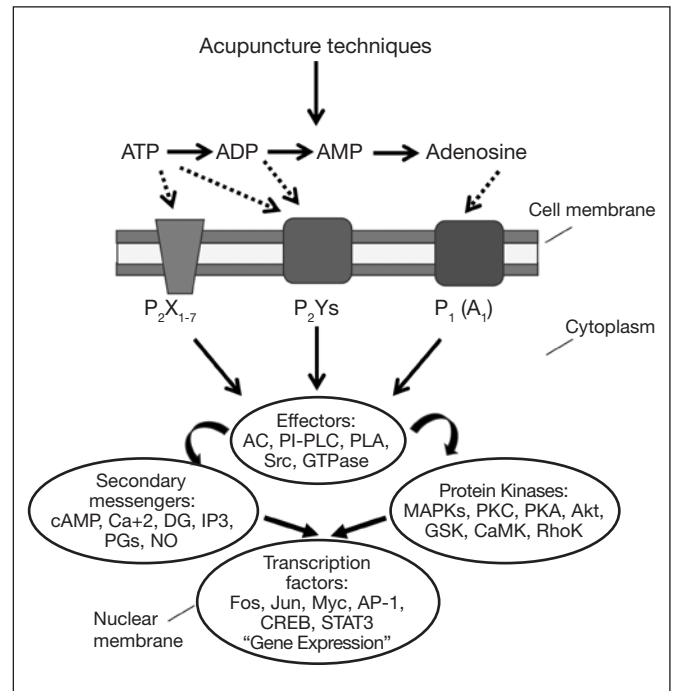 Acupuncture techniques
ATP ADP AMP Adenosine
Cell membrane
P₂X₁₋₇ P₂Ys P₁ (A₁)
Cytoplasm
Effectors:
AC, PI-PLC, PLA,
Src, GTPase
Secondary
messengers:
cAMP, Ca+2, DG, IP3,
PGs, NO
Protein Kinases:
MAPKs, PKC, PKA, Akt,
GSK, CaMK, RhoK
Transcription
factors:
Fos, Jun, Myc, AP-1,
CREB, STAT3
“Gene Expression”
Nuclear
membrane